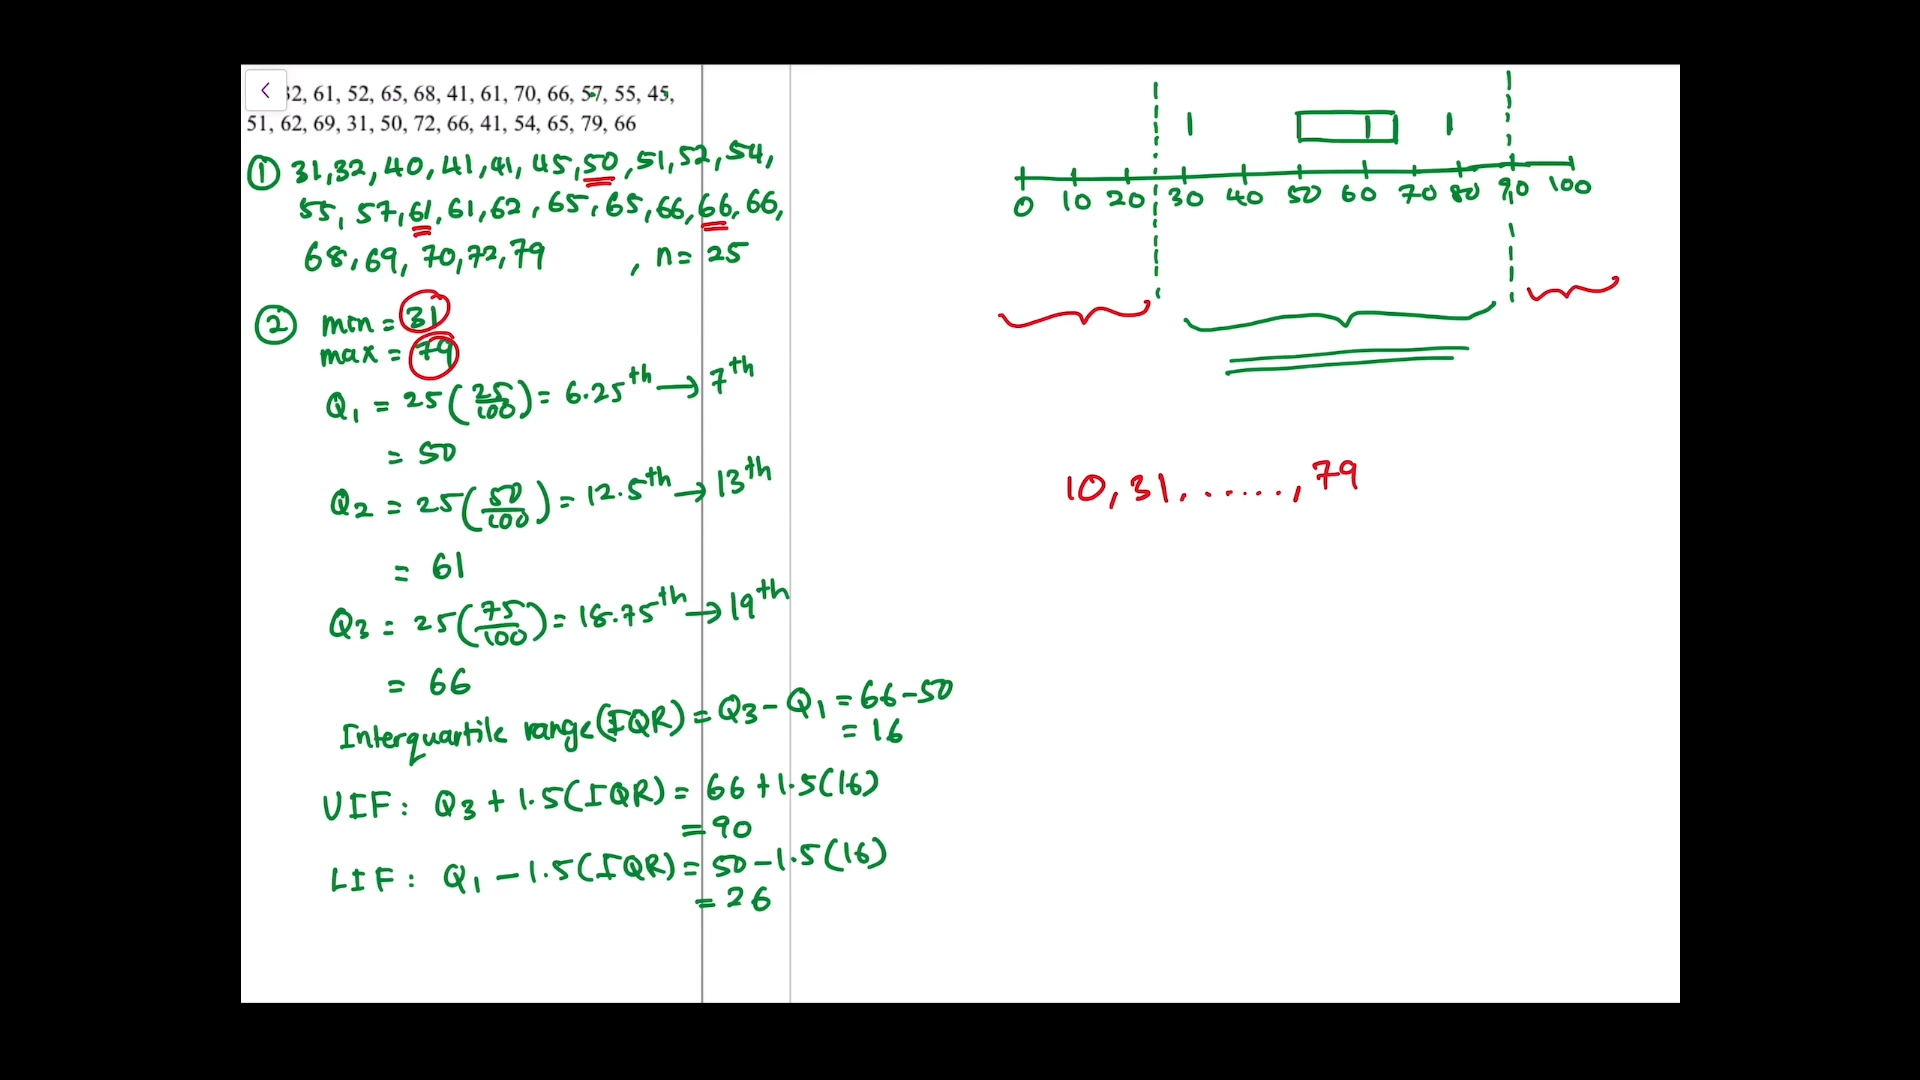 32, 61, 52, 65, 68, 41, 61, 70, 66, 57, 55, 45,
51, 62, 69, 31, 50, 72, 66, 41, 54, 65, 79, 66
① 31, 32, 40, 41, 41, 45, 50, 51, 52, 54,
55, 57, 61, 61, 62, 65, 65, 66, 66, 66,
68, 69, 70, 72, 79 , n = 25
② min = 31
max = 79
Q1 = 25(25/100) = 6.25th → 7th
= 50
Q2 = 25(50/100) = 12.5th → 13th
= 61
Q3 = 25(75/100) = 18.75th → 19th
= 66
Interquartile range(IQR) = Q3 - Q1 = 66 - 50
= 16
UIF: Q3 + 1.5(IQR) = 66 + 1.5(16)
= 90
LIF: Q1 - 1.5(IQR) = 50 - 1.5(16)
= 26
0 10 20 30 40 50 60 70 80 90 100
10, 31, ......, 79